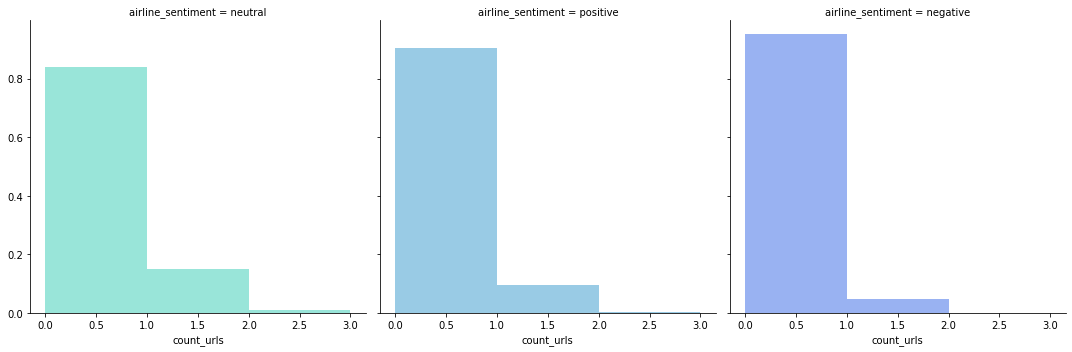 airline_sentiment = neutral
airline_sentiment = positive
airline_sentiment = negative
0.8
0.6
0.4
0.2
0.0
0.0 0.5 1.0 1.5 2.0 2.5 3.0
0.0 0.5 1.0 1.5 2.0 2.5 3.0
0.0 0.5 1.0 1.5 2.0 2.5 3.0
count_urls
count_urls
count_urls